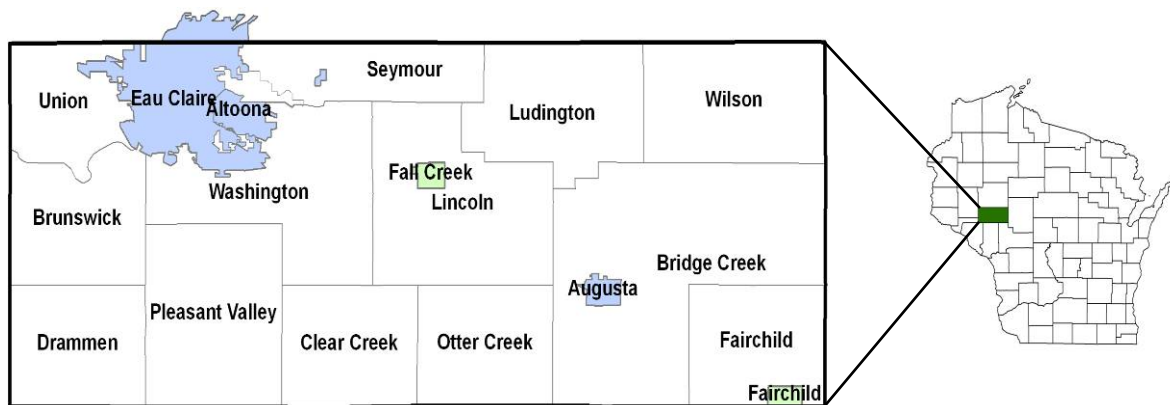 Seymour
Union
Eau Claire
Altoona
Ludington
Wilson
Fall Creek
Washington
Lincoln
Brunswick
Bridge Creek
Augusta
Pleasant Valley
Drammen
Clear Creek
Otter Creek
Fairchild
Fairchild